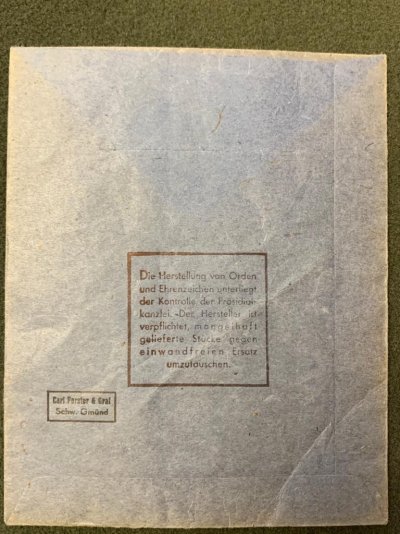 Die Herstellung von Orden
und Ehrenzeichen unterliegt
der Kontrolle der Präsidial-
kanzlei. Der Hersteller ist
verpflichtet, mangelhaft
gelieferte Stücke gegen
einwandfreien Ersatz
umzutauschen.
Carl Forster & Graf
Schw. Gmünd